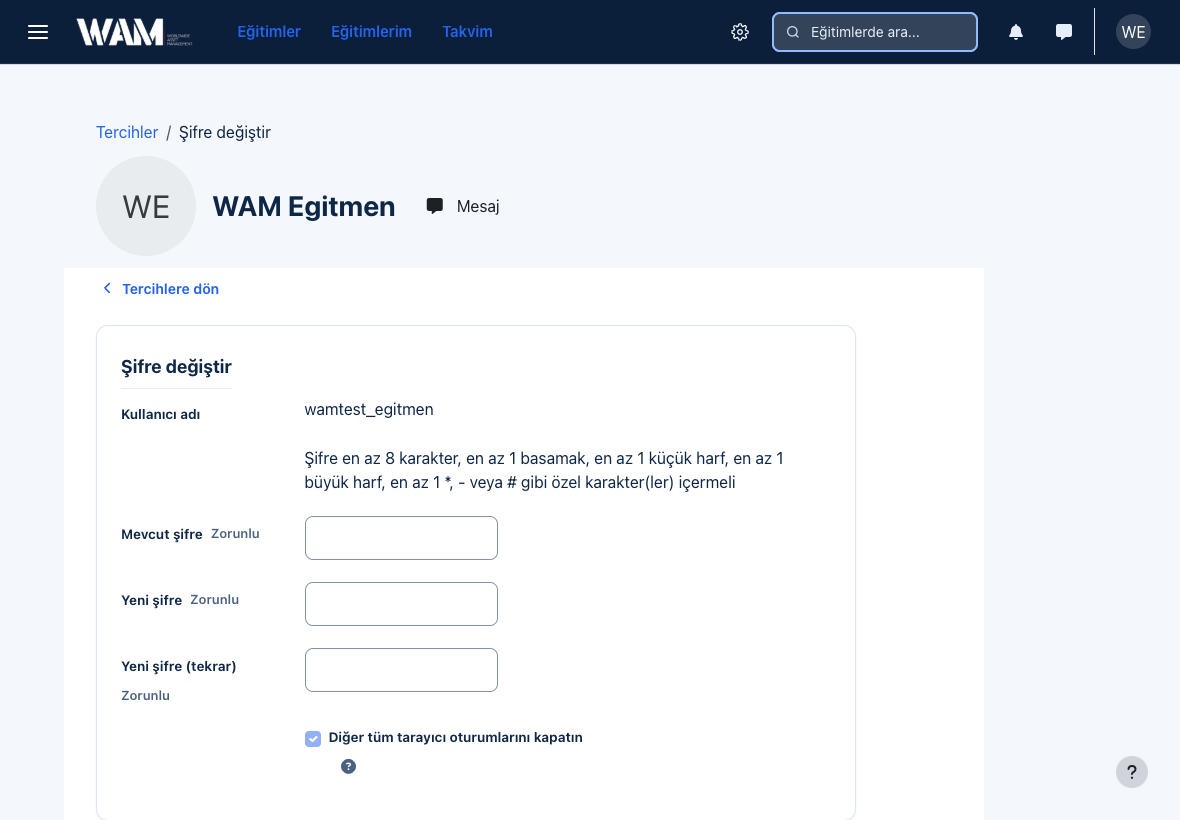 WAM WORLDWIDE ASSET MANAGEMENT
Eğitimler Eğitimlerim Takvim Eğitimlerde ara... WE
Tercihler / Şifre değiştir
WE WAM Egitmen Mesaj
Tercihlere dön
Şifre değiştir
Kullanıcı adı wamtest_egitmen
Şifre en az 8 karakter, en az 1 basamak, en az 1 küçük harf, en az 1
büyük harf, en az 1 *, - veya # gibi özel karakter(ler) içermeli
Mevcut şifre Zorunlu
Yeni şifre Zorunlu
Yeni şifre (tekrar)
Zorunlu
Diğer tüm tarayıcı oturumlarını kapatın
?
?